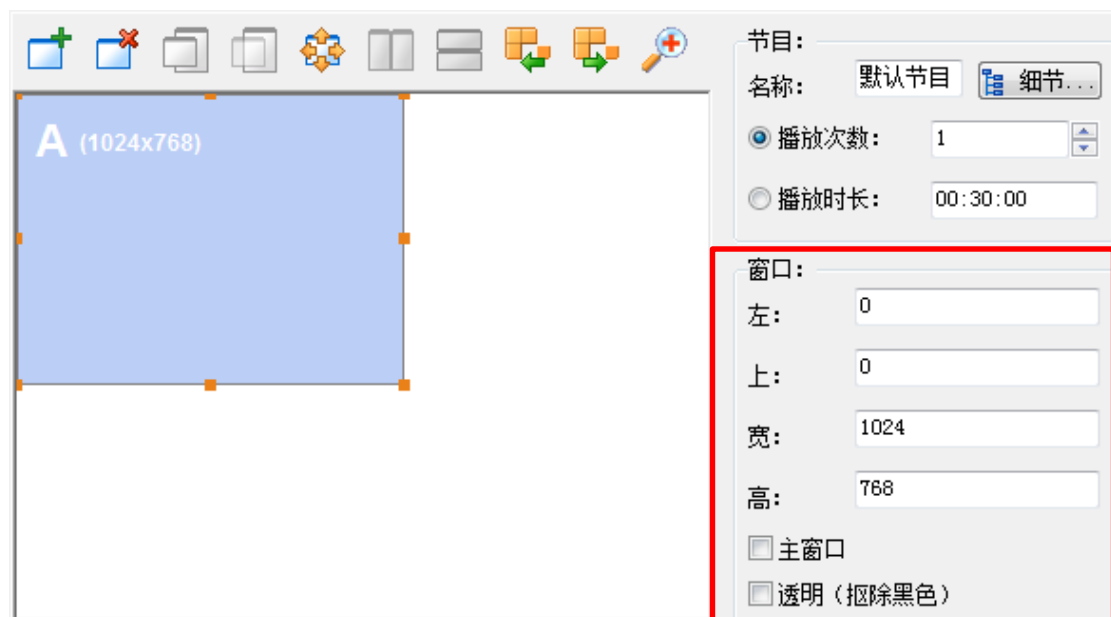 A (1024x768)
节目：
名称： 默认节目 细节...
播放次数： 1
播放时长： 00:30:00
窗口：
左： 0
上： 0
宽： 1024
高： 768
主窗口
透明（抠除黑色）